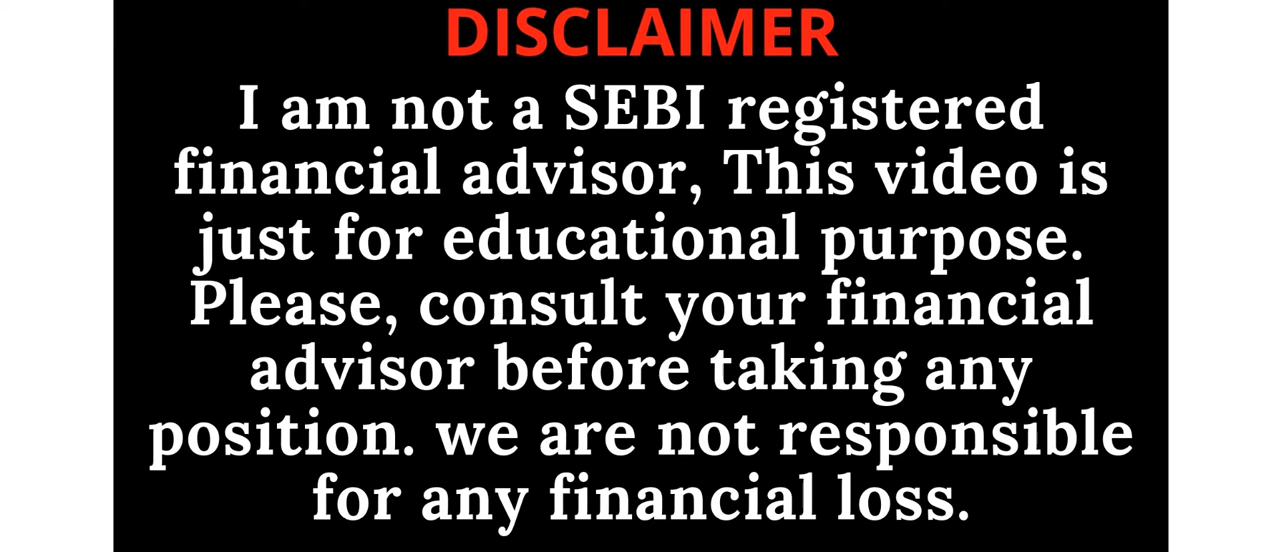 DISCLAIMER
I am not a SEBI registered
financial advisor, This video is
just for educational purpose.
Please, consult your financial
advisor before taking any
position. we are not responsible
for any financial loss.